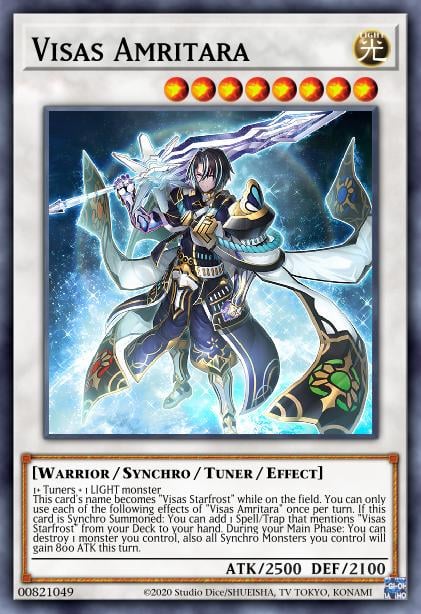 Visas Amritara
LIGHT
光
[Warrior / Synchro / Tuner / Effect]
1+ Tuners + 1 LIGHT monster
This card's name becomes "Visas Starfrost" while on the field. You can only
use each of the following effects of "Visas Amritara" once per turn. If this
card is Synchro Summoned: You can add 1 Spell/Trap that mentions "Visas
Starfrost" from your Deck to your hand. During your Main Phase: You can
destroy 1 monster you control, also all Synchro Monsters you control will
gain 800 ATK this turn.
ATK/2500 DEF/2100
00821049
©2020 Studio Dice/SHUEISHA, TV TOKYO, KONAMI